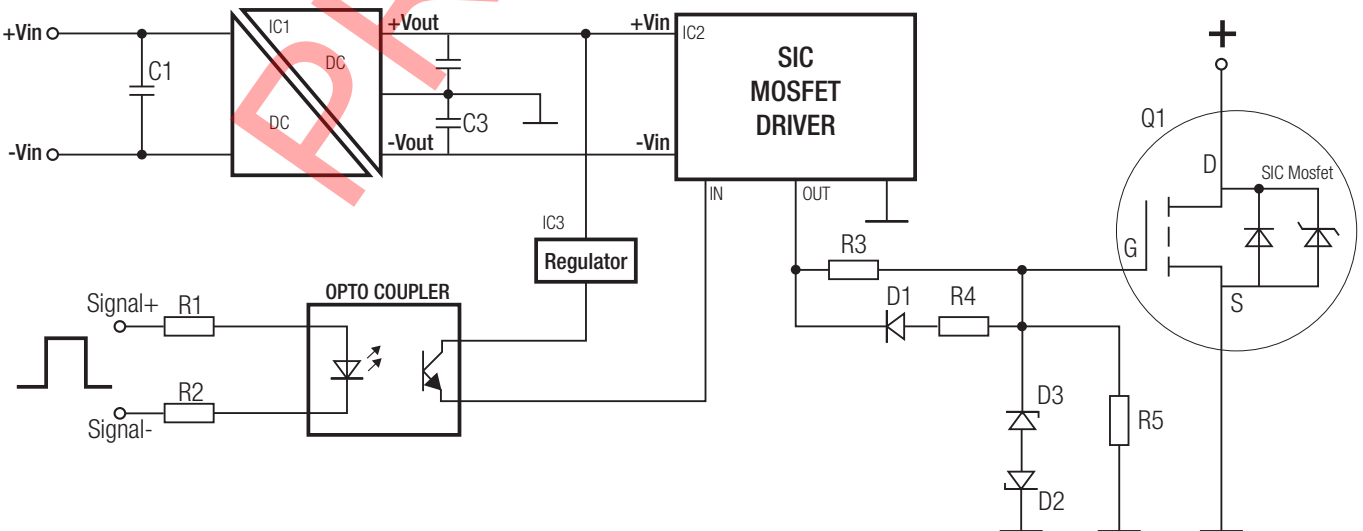 +Vin
-Vin
C1
IC1
DC
DC
+Vout
-Vout
C3
+Vin
-Vin
IC2
SIC
MOSFET
DRIVER
IN
OUT
IC3
Regulator
OPTO COUPLER
Signal+
R1
R2
Signal-
R3
D1
R4
D3
D2
R5
+
Q1
D
SIC Mosfet
G
S